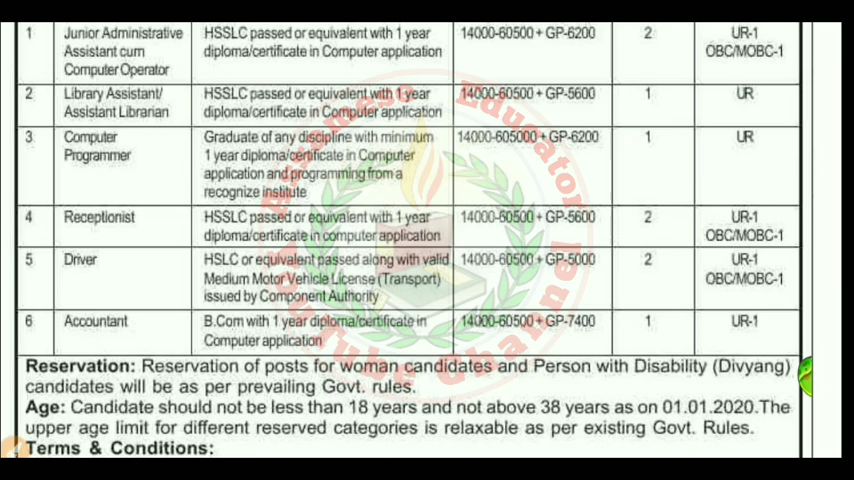 1 Junior Administrative HSSLC passed or equivalent with 1 year 14000-60500 + GP-6200 2 UR-1
Assistant cum diploma/certificate in Computer application OBC/MOBC-1
Computer Operator
2 Library Assistant/ HSSLC passed or equivalent with 1 year 14000-60500 + GP-5600 1 UR
Assistant Librarian diploma/certificate in Computer application
3 Computer Graduate of any discipline with minimum 14000-605000 + GP-6200 1 UR
Programmer 1 year diploma/certificate in Computer
application and programming from a
recognize institute
4 Receptionist HSSLC passed or equivalent with 1 year 14000-60500 + GP-5600 2 UR-1
diploma/certificate in computer application OBC/MOBC-1
5 Driver HSLC or equivalent passed along with valid 14000-60500 + GP-5000 2 UR-1
Medium Motor Vehicle License (Transport) OBC/MOBC-1
issued by Component Authority
6 Accountant B.Com with 1 year diploma/certificate in 14000-60500 + GP-7400 1 UR-1
Computer application
Reservation: Reservation of posts for woman candidates and Person with Disability (Divyang)
candidates will be as per prevailing Govt. rules.
Age: Candidate should not be less than 18 years and not above 38 years as on 01.01.2020.The
upper age limit for different reserved categories is relaxable as per existing Govt. Rules.
Terms & Conditions:
Assamese Educator
YouTube Channel